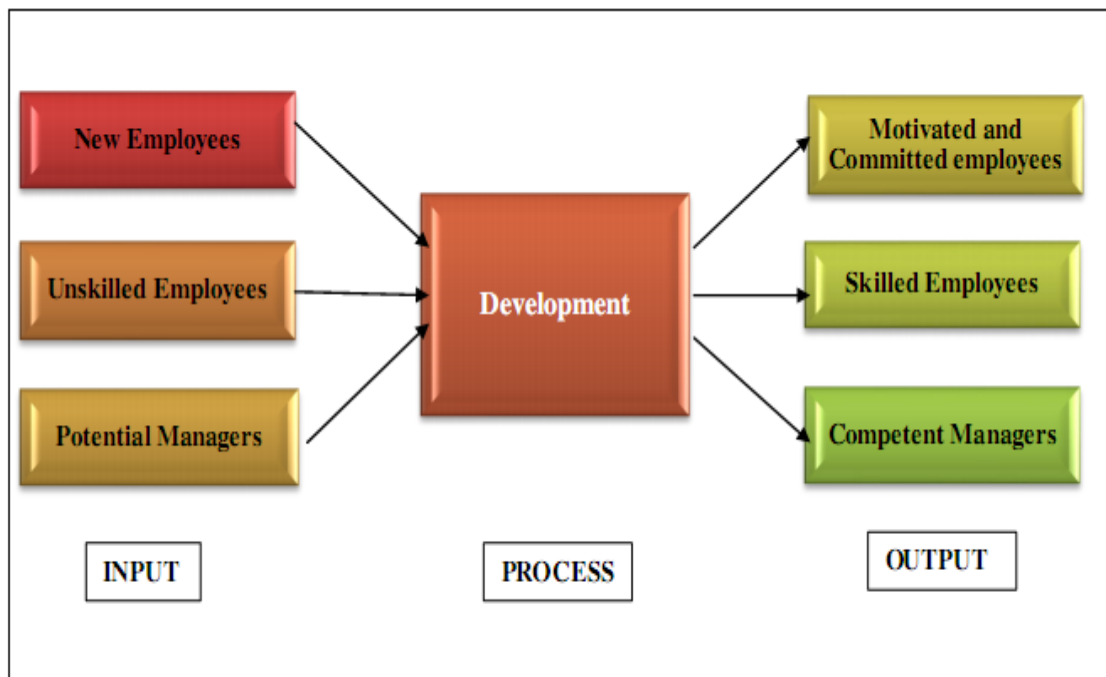 New Employees
Unskilled Employees
Potential Managers
Development
Motivated and
Committed employees
Skilled Employees
Competent Managers
INPUT
PROCESS
OUTPUT